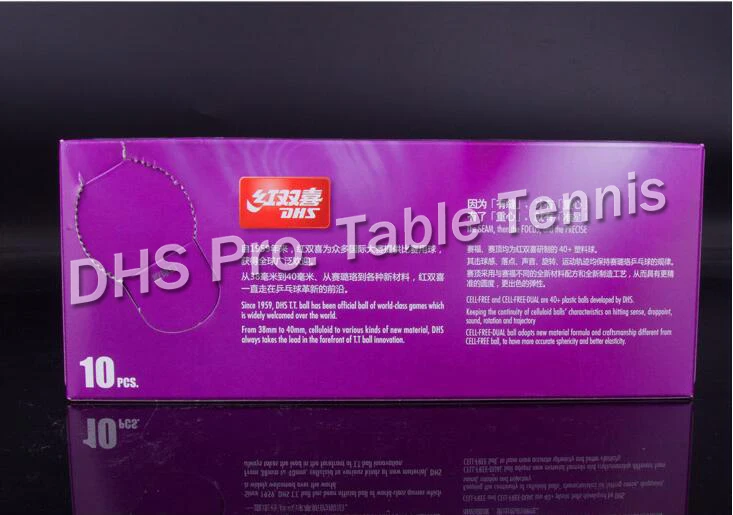 红双喜
DHS
DHS Pro. Table Tennis
自1959年来，红双喜为众多国际大赛提供比赛用球，
获得全球广泛欢迎。
从38毫米到40毫米、从赛璐珞到各种新材料，红双喜
一直走在乒乓球革新的前沿。
Since 1959, DHS T.T. ball has been official ball of world-class games which
is widely welcomed over the world.
From 38mm to 40mm, celluloid to various kinds of new material, DHS
always takes the lead in the forefront of T.T ball innovation.
因为「有缝」、
「重心」、
The SEAM, the FOCUS, and the PRECISE
赛福、赛顶均为红双喜研制的 40+ 塑料球。
其击球感、落点、声音、旋转、运动轨迹均保持赛璐珞乒乓球的规律。
赛顶采用与赛福不同的全新材料配方和全新制造工艺，从而具有更精
准的圆度，更出色的弹性。
CELL-FREE and CELL-FREE-DUAL are 40+ plastic balls developed by DHS.
Keeping the continuity of celluloid balls' characteristics on hitting sense, droppoint,
sound, rotation and trajectory
CELL-FREE-DUAL ball adopts new material formula and craftsmanship different from
CELL-FREE ball, to have more accurate sphericity and better elasticity.
10 PCS.